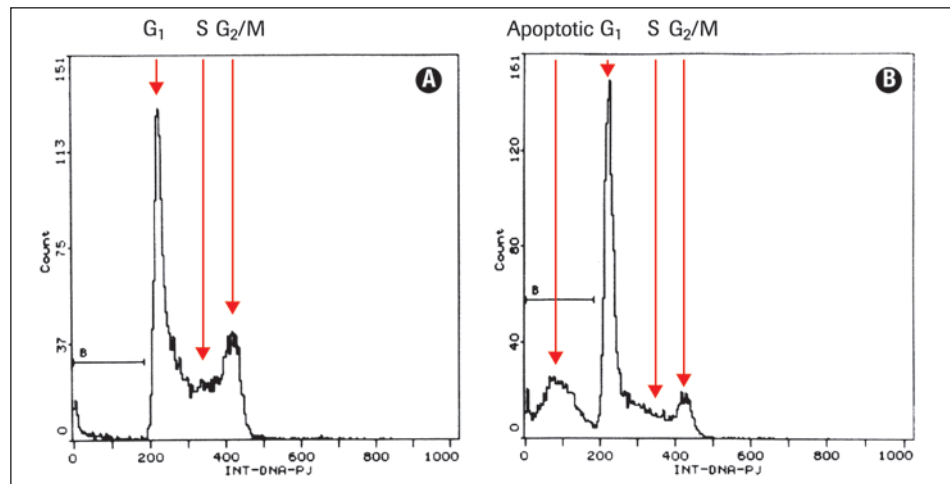 G₁ S G₂/M
A
151
113
75
37
0
Count
B
0 200 400 600 800 1000
INT-DNA-PJ
Apoptotic G₁ S G₂/M
B
161
120
80
40
0
Count
B
0 200 400 600 800 1000
INT-DNA-PJ